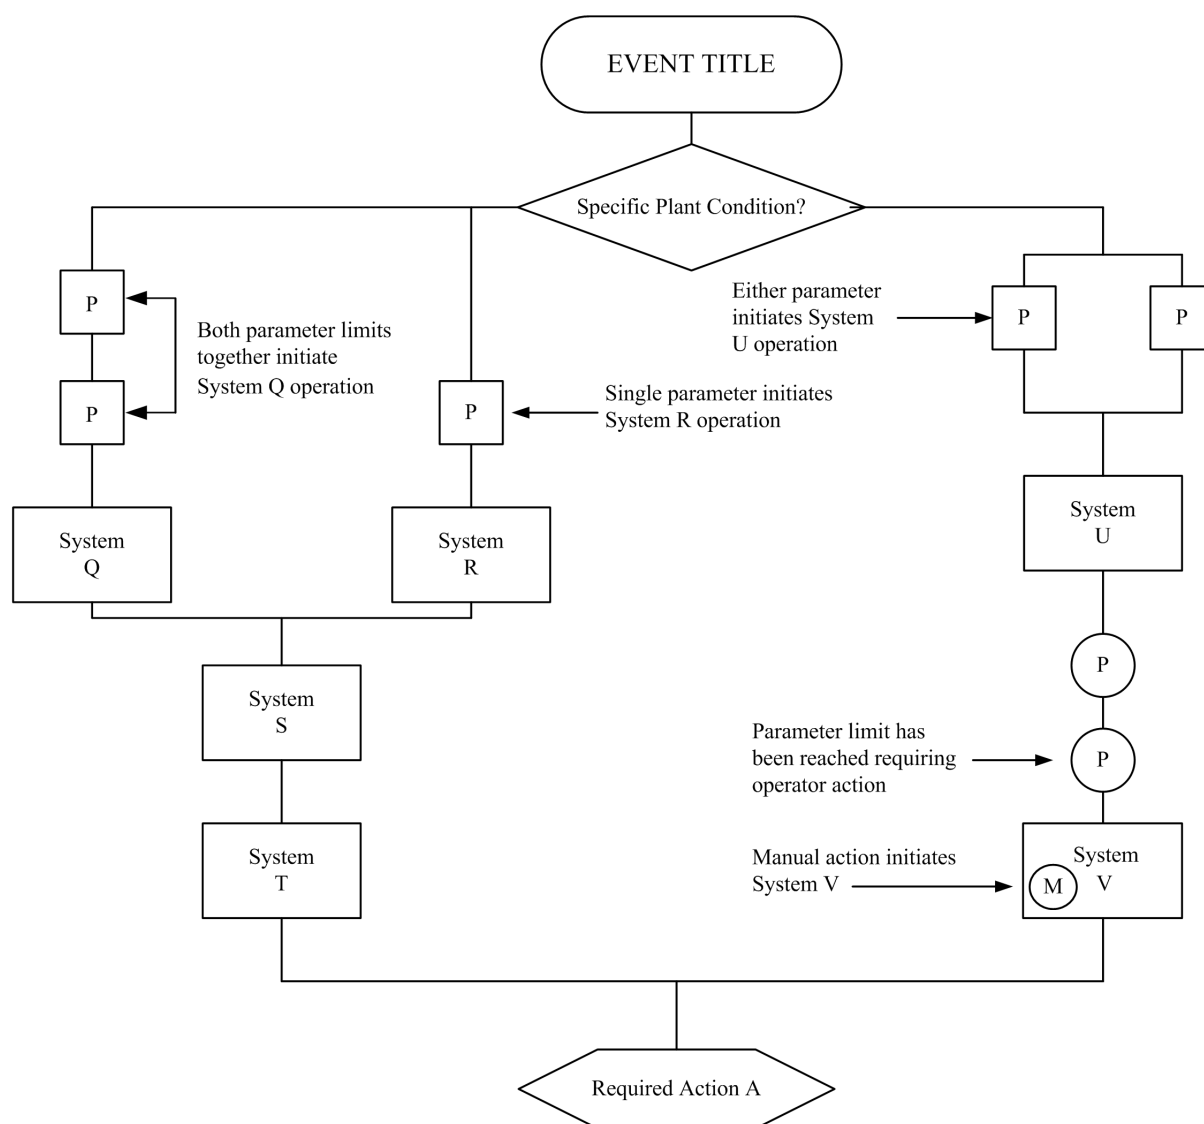 EVENT TITLE
Specific Plant Condition?
P
P
Both parameter limits
together initiate
System Q operation
P
Single parameter initiates
System R operation
Either parameter
initiates System
U operation
P
P
System
Q
System
R
System
U
System
S
P
Parameter limit has
been reached requiring
operator action
P
System
T
Manual action initiates
System V
System
V
M
Required Action A